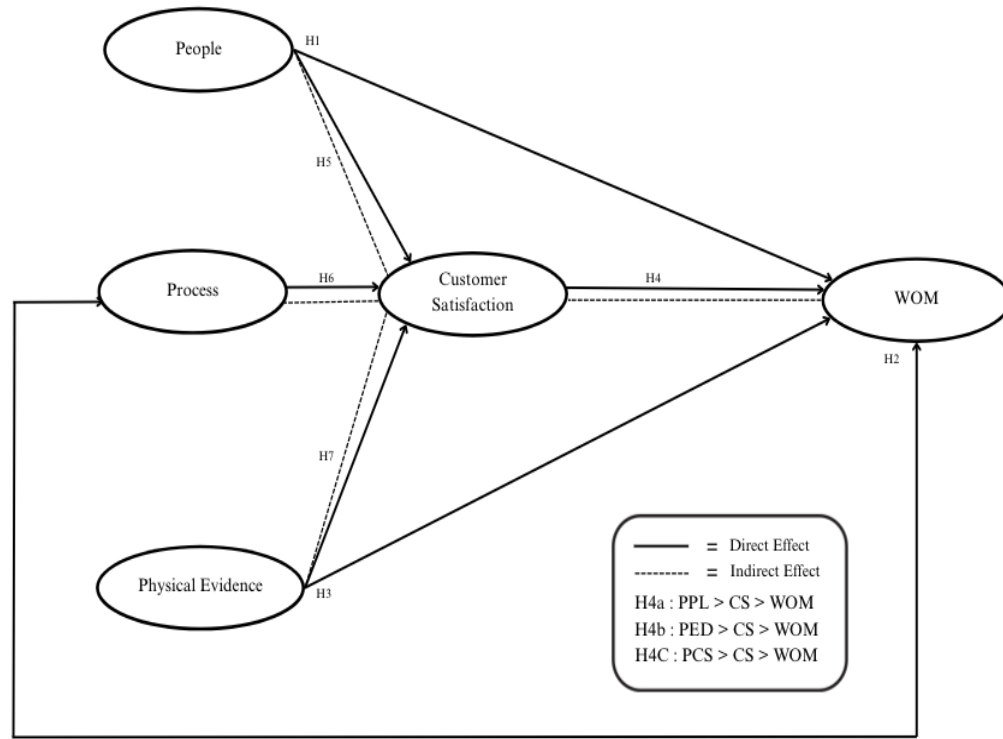 People
H1
H5
Process
H6
Customer
Satisfaction
H4
WOM
H2
H7
Physical Evidence
H3
= Direct Effect
= Indirect Effect
H4a : PPL > CS > WOM
H4b : PED > CS > WOM
H4C : PCS > CS > WOM